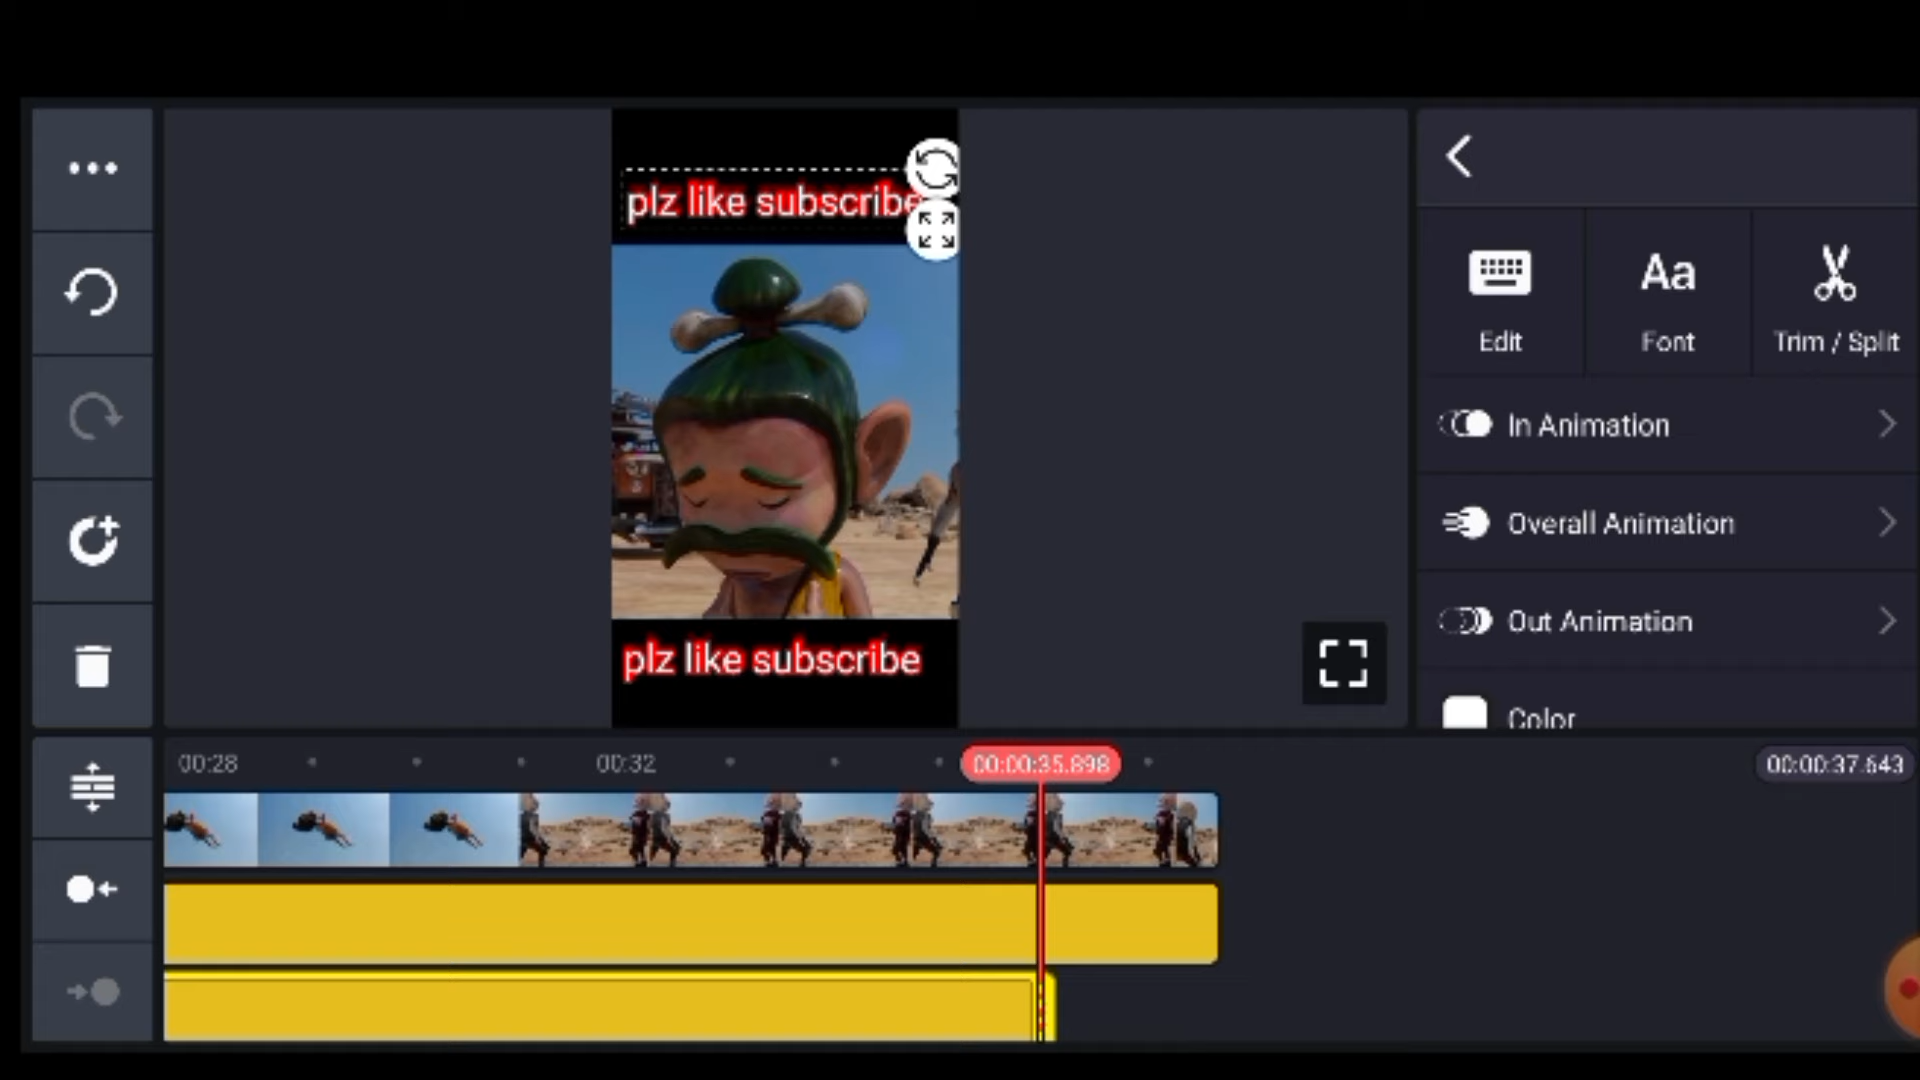 plz like subscribe
Edit
Font
Trim / Split
In Animation
Overall Animation
Out Animation
Color
plz like subscribe
00:28
00:32
00:00:35.898
00:00:37.643